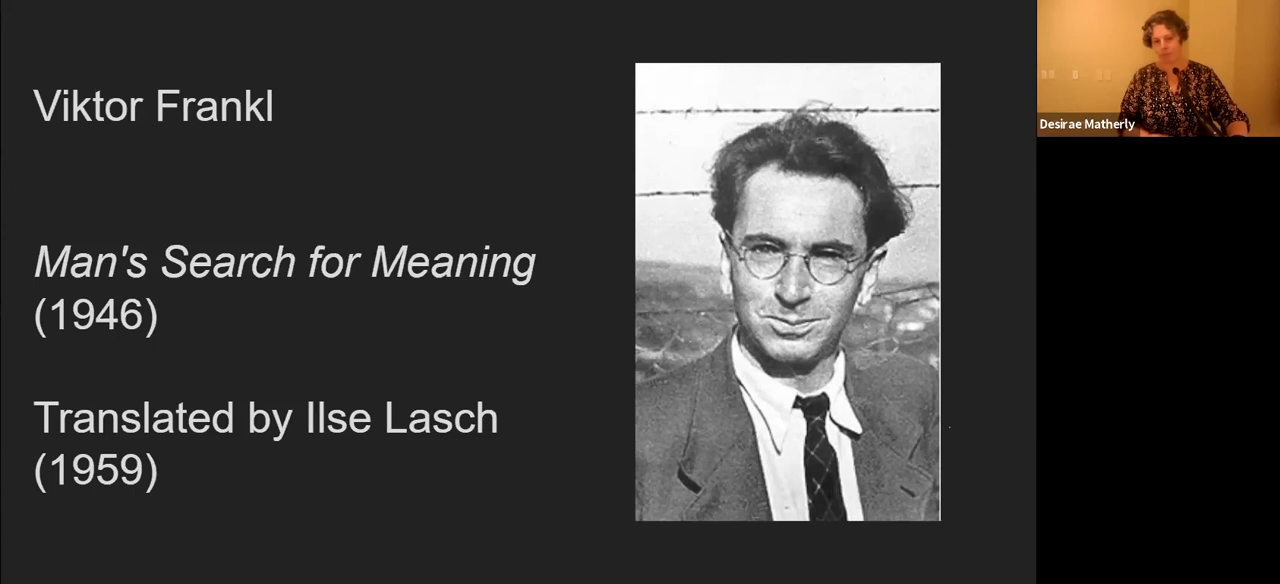 Viktor Frankl
Man's Search for Meaning
(1946)
Translated by Ilse Lasch
(1959)
Desirae Matherly